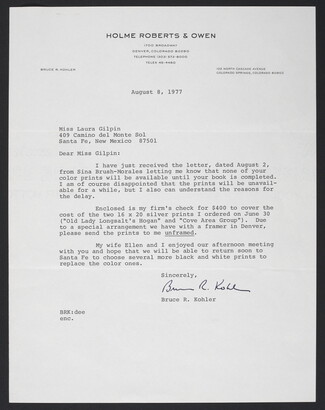 HOLME ROBERTS & OWEN
1700 BROADWAY
DENVER, COLORADO 80290
TELEPHONE (303) 573-8000
TELEX 45-4460
BRUCE R. KOHLER
COLORADO SPRINGS, COLORADO 80903
August 8, 1977
Miss Laura Gilpin
409 Camino del Monte Sol
Santa Fe, New Mexico 87501
Dear Miss Gilpin:
I have just received the letter, dated August 2,
from Sina Brush-Morales letting me know that none of your
color prints will be available until your book is completed.
I am of course disappointed that the prints will be unavail-
able for a while, but I also can understand the reasons for
the delay.
Enclosed is my firm's check for $400 to cover the
cost of the two 16 x 20 silver prints I ordered on June 30
("Old Lady Longsalt's Hogan" and "Cove Area Group"). Due
to a special arrangement we have with a framer in Denver,
please send the prints to me unframed.
My wife Eilen and I enjoyed our afternoon meeting
with you and hope that we will be able to return soon to
Santa Fe to choose several more black and white prints to
replace the color ones.
Sincerely,
Bruce R. Kohler
Bruce R. Kohler
BRK:dee
enc.